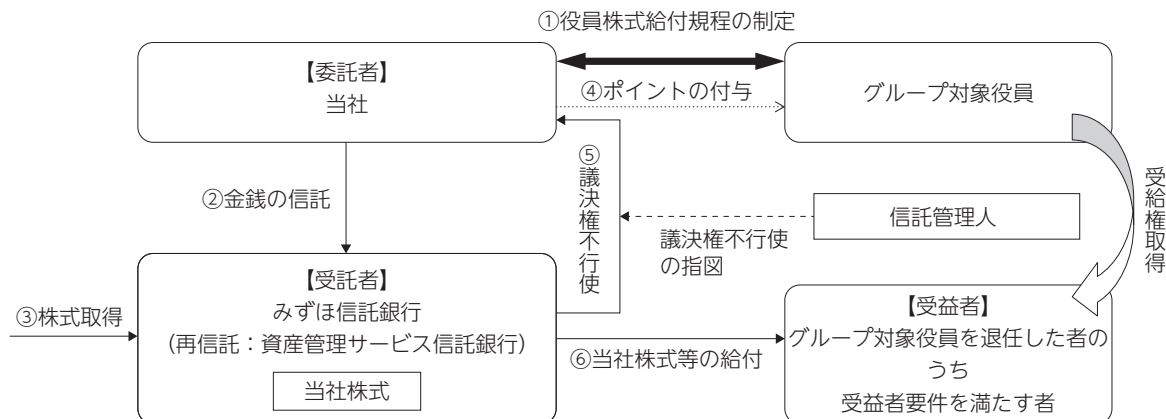 ①役員株式給付規程の制定
【委託者】
当社
④ポイントの付与
グループ対象役員
②金銭の信託
⑤議決権不行使
議決権不行使
の指図
信託管理人
受給権取得
③株式取得
【受託者】
みずほ信託銀行
(再信託：資産管理サービス信託銀行)
当社株式
⑥当社株式等の給付
【受益者】
グループ対象役員を退任した者の
うち
受益者要件を満たす者